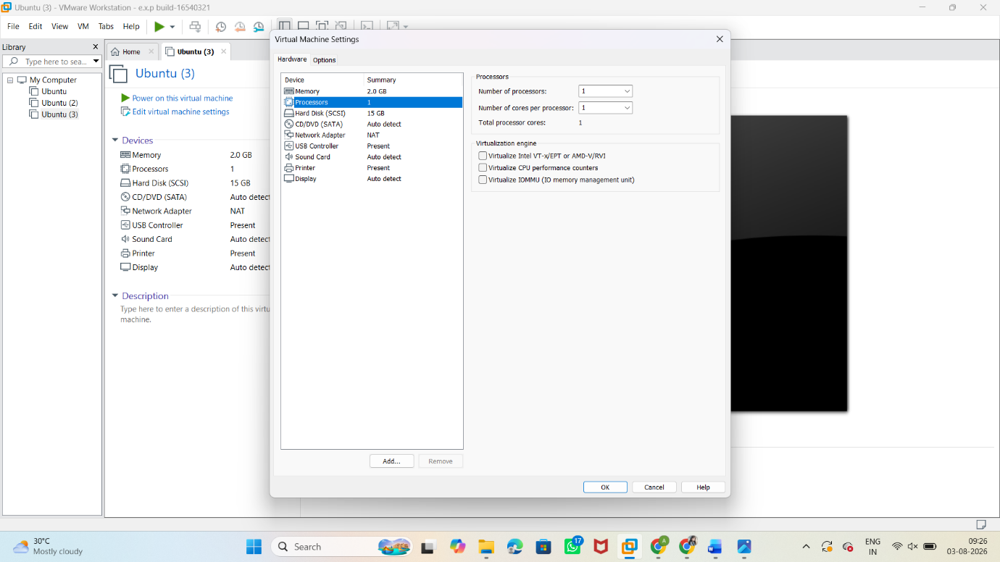 Ubuntu (3) - VMware Workstation - e.x.p build-16540321
File Edit View VM Tabs Help
Library
Type here to sea...
My Computer
Ubuntu
Ubuntu (2)
Ubuntu (3)
Home
Ubuntu (3)
Ubuntu (3)
Power on this virtual machine
Edit virtual machine settings
Devices
Memory 2.0 GB
Processors 1
Hard Disk (SCSI) 15 GB
CD/DVD (SATA) Auto detect
Network Adapter NAT
USB Controller Present
Sound Card Auto detect
Printer Present
Display Auto detect
Description
Type here to enter a description of this virtu
machine.
Virtual Machine Settings
Hardware Options
Device Summary
Memory 2.0 GB
Processors 1
Hard Disk (SCSI) 15 GB
CD/DVD (SATA) Auto detect
Network Adapter NAT
USB Controller Present
Sound Card Auto detect
Printer Present
Display Auto detect
Add... Remove
Processors
Number of processors: 1
Number of cores per processor: 1
Total processor cores: 1
Virtualization engine
Virtualize Intel VT-x/EPT or AMD-V/RVI
Virtualize CPU performance counters
Virtualize IOMMU (IO memory management unit)
OK Cancel Help
30°C
Mostly cloudy
Search
17
A
ENG
IN
09:26
03-08-2026